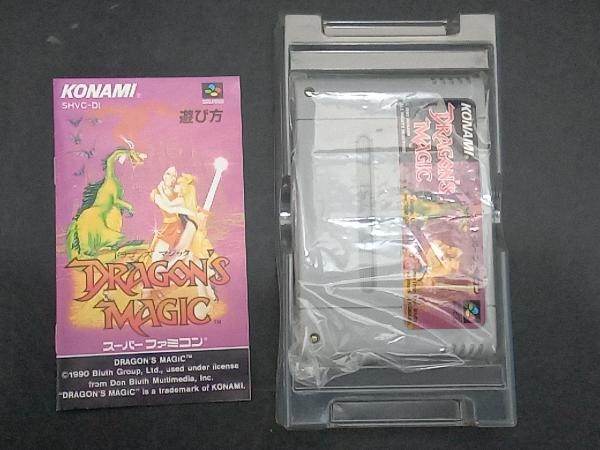 KONAMI®
SHVC-DI
遊び方
ドラゴンズ マジック
DRAGON'S
MAGIC™
スーパーファミコン®
DRAGON'S MAGIC™
©1990 Bluth Group, Ltd., used under license
from Don Bluth Multimedia, Inc.
"DRAGON'S MAGIC" is a trademark of KONAMI.
KONAMI
DRAGON'S
MAGIC